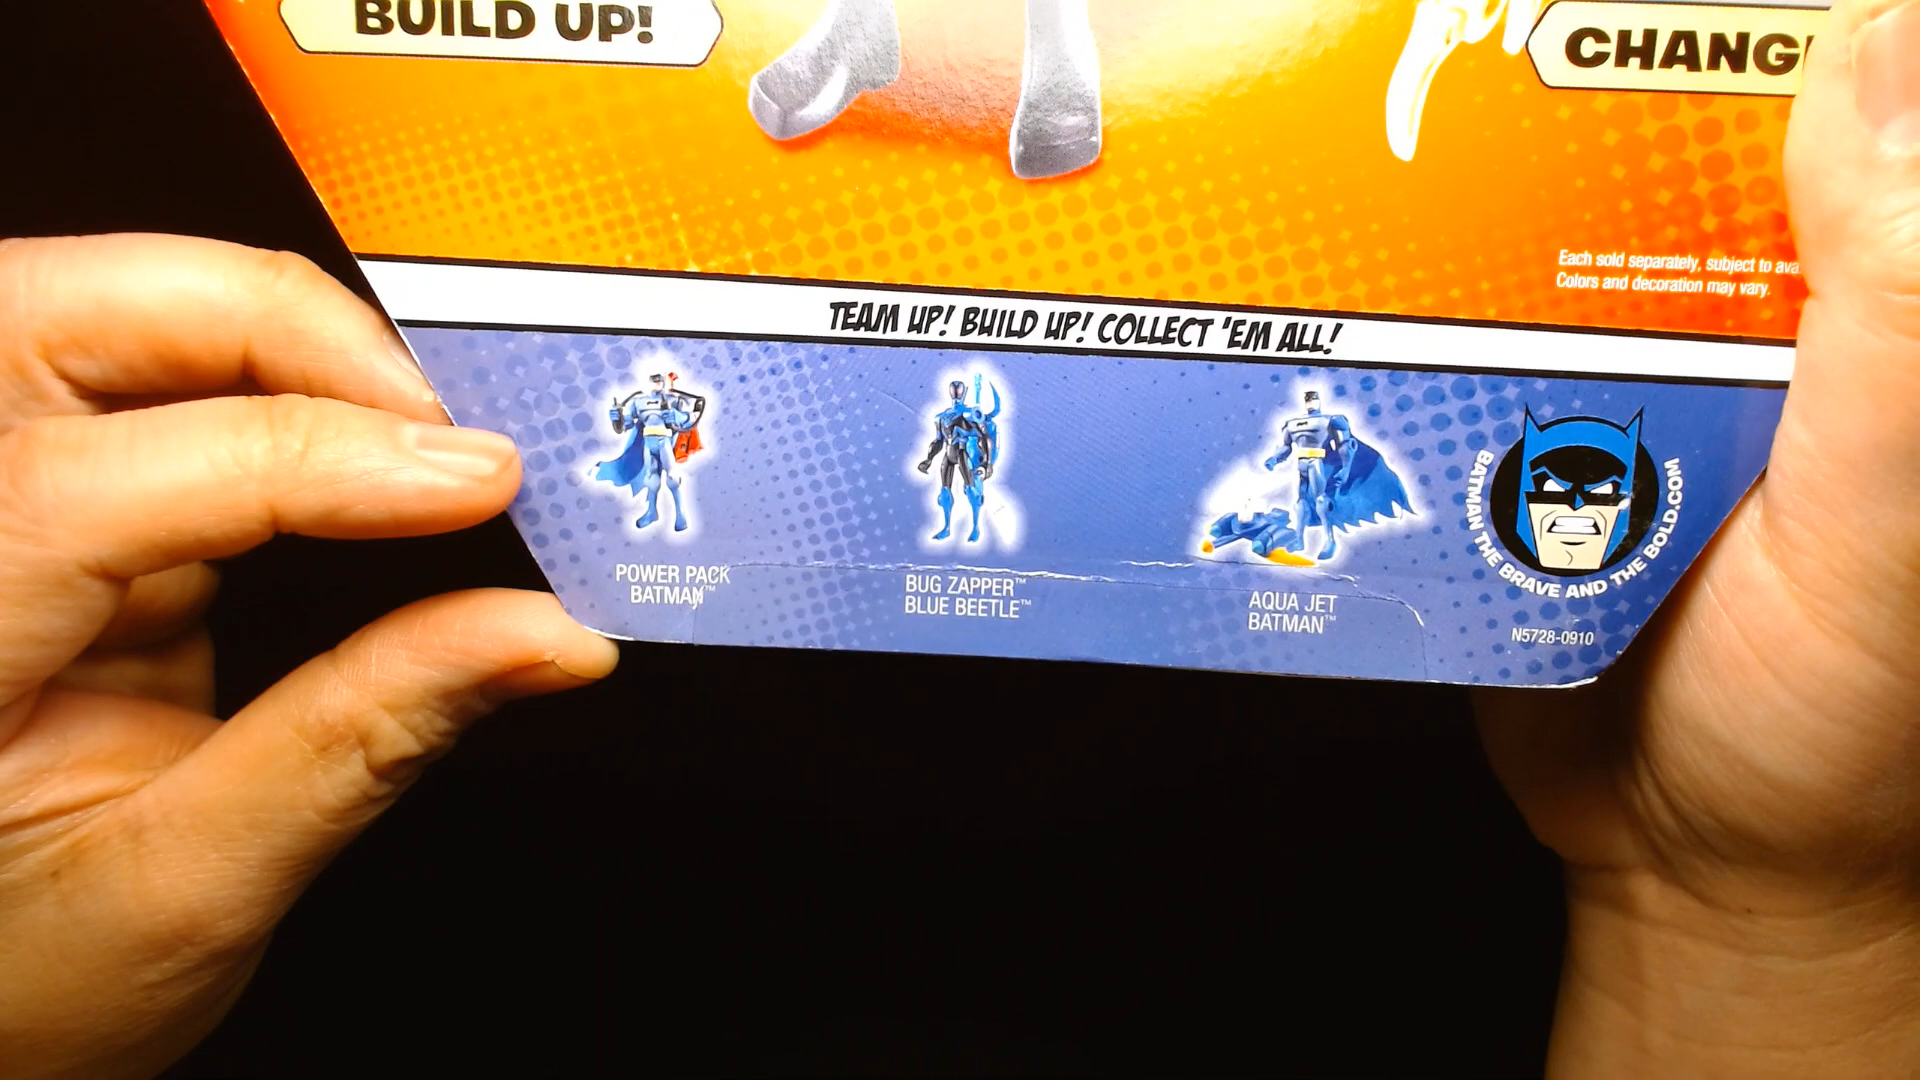 BUILD UP!
CHANG
Each sold separately, subject to ava
Colors and decoration may vary.
TEAM UP! BUILD UP! COLLECT 'EM ALL!
POWER PACK
BATMAN™
BUG ZAPPER™
BLUE BEETLE™
AQUA JET
BATMAN™
BATMAN THE BRAVE AND THE BOLD.COM
N5728-0910